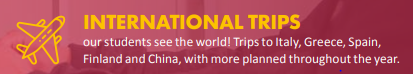 INTERNATIONAL TRIPS
our students see the world! Trips to Italy, Greece, Spain,
Finland and China, with more planned throughout the year.